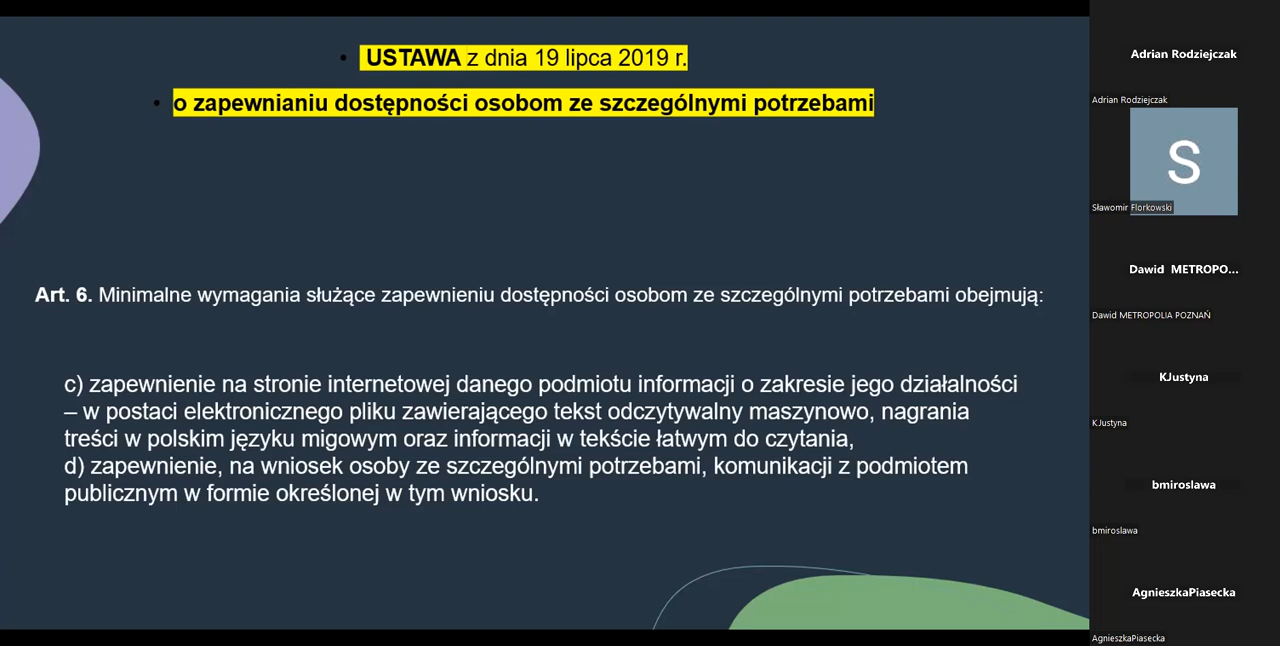 • USTAWA z dnia 19 lipca 2019 r.
• o zapewnianiu dostępności osobom ze szczególnymi potrzebami
Art. 6. Minimalne wymagania służące zapewnieniu dostępności osobom ze szczególnymi potrzebami obejmują:
c) zapewnienie na stronie internetowej danego podmiotu informacji o zakresie jego działalności
– w postaci elektronicznego pliku zawierającego tekst odczytywalny maszynowo, nagrania
treści w polskim języku migowym oraz informacji w tekście łatwym do czytania,
d) zapewnienie, na wniosek osoby ze szczególnymi potrzebami, komunikacji z podmiotem
publicznym w formie określonej w tym wniosku.
Adrian Rodziejczak
Adrian Rodziejczak
S
Sławomir Florkowski
Dawid METROPO...
Dawid METROPOLIA POZNAŃ
KJustyna
KJustyna
bmiroslawa
bmiroslawa
AgnieszkaPiasecka
AgnieszkaPiasecka